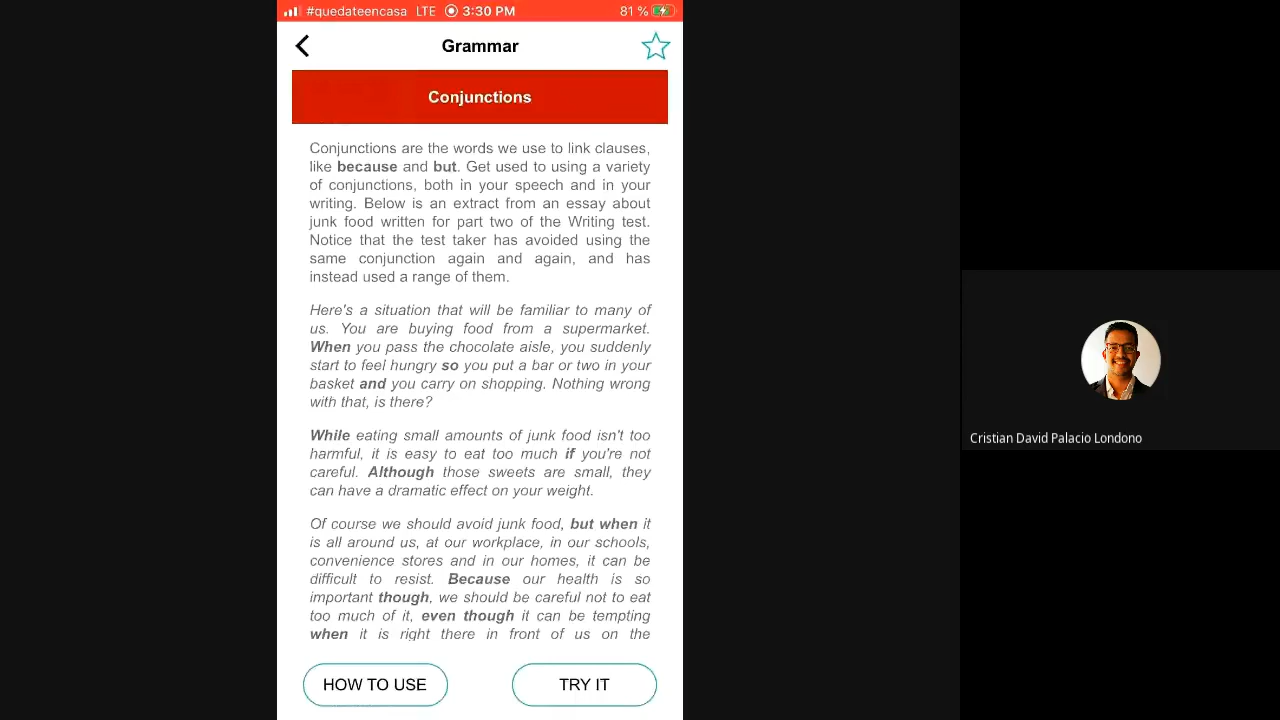 #quedateencasa LTE 3:30 PM 81 %
Grammar
Conjunctions
Conjunctions are the words we use to link clauses,
like because and but. Get used to using a variety
of conjunctions, both in your speech and in your
writing. Below is an extract from an essay about
junk food written for part two of the Writing test.
Notice that the test taker has avoided using the
same conjunction again and again, and has
instead used a range of them.
Here's a situation that will be familiar to many of
us. You are buying food from a supermarket.
When you pass the chocolate aisle, you suddenly
start to feel hungry so you put a bar or two in your
basket and you carry on shopping. Nothing wrong
with that, is there?
While eating small amounts of junk food isn't too
harmful, it is easy to eat too much if you're not
careful. Although those sweets are small, they
can have a dramatic effect on your weight.
Of course we should avoid junk food, but when it
is all around us, at our workplace, in our schools,
convenience stores and in our homes, it can be
difficult to resist. Because our health is so
important though, we should be careful not to eat
too much of it, even though it can be tempting
when it is right there in front of us on the
HOW TO USE
TRY IT
Cristian David Palacio Londono